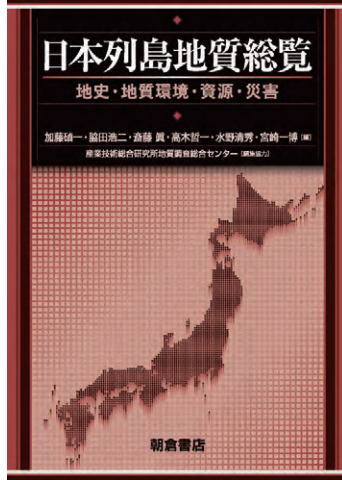 日本列島地質総覧
地史・地質環境・資源・災害
加藤碵一・脇田浩二・斎藤 眞・高木哲一・水野清秀・宮崎一博［編］
産業技術総合研究所地質調査総合センター［編集協力］
朝倉書店